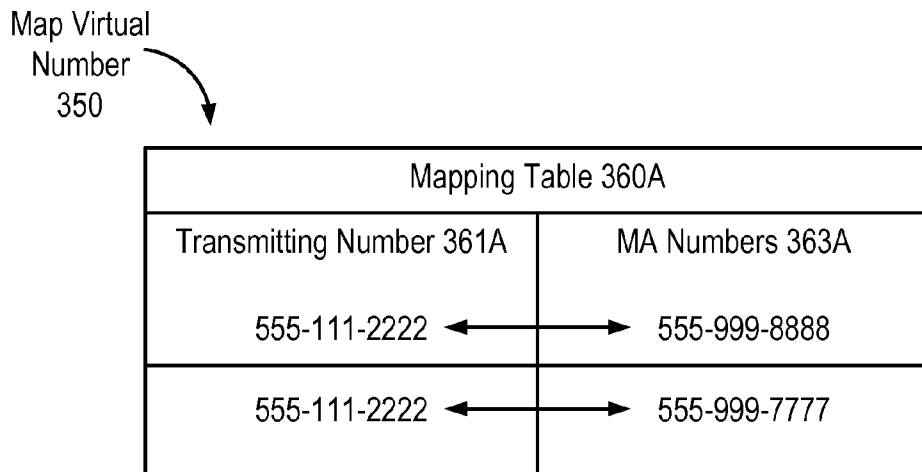 Map Virtual
Number
350
Mapping Table 360A
Transmitting Number 361A MA Numbers 363A
555-111-2222 555-999-8888
555-111-2222 555-999-7777